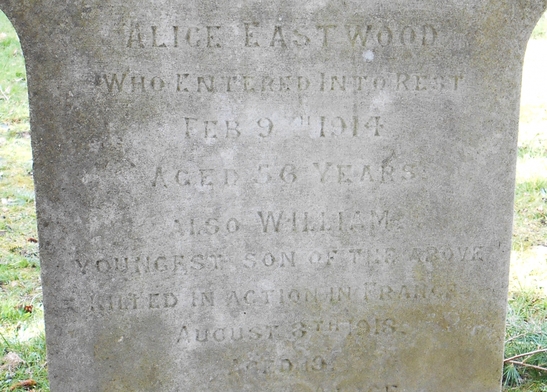 ALICE EASTWOOD
WHO ENTERED INTO REST
FEB 9TH 1914
AGED 56 YEARS.
ALSO WILLIAM,
YOUNGEST SON OF THE ABOVE
KILLED IN ACTION IN FRANCE
AUGUST 8TH 1918.
AGED 19